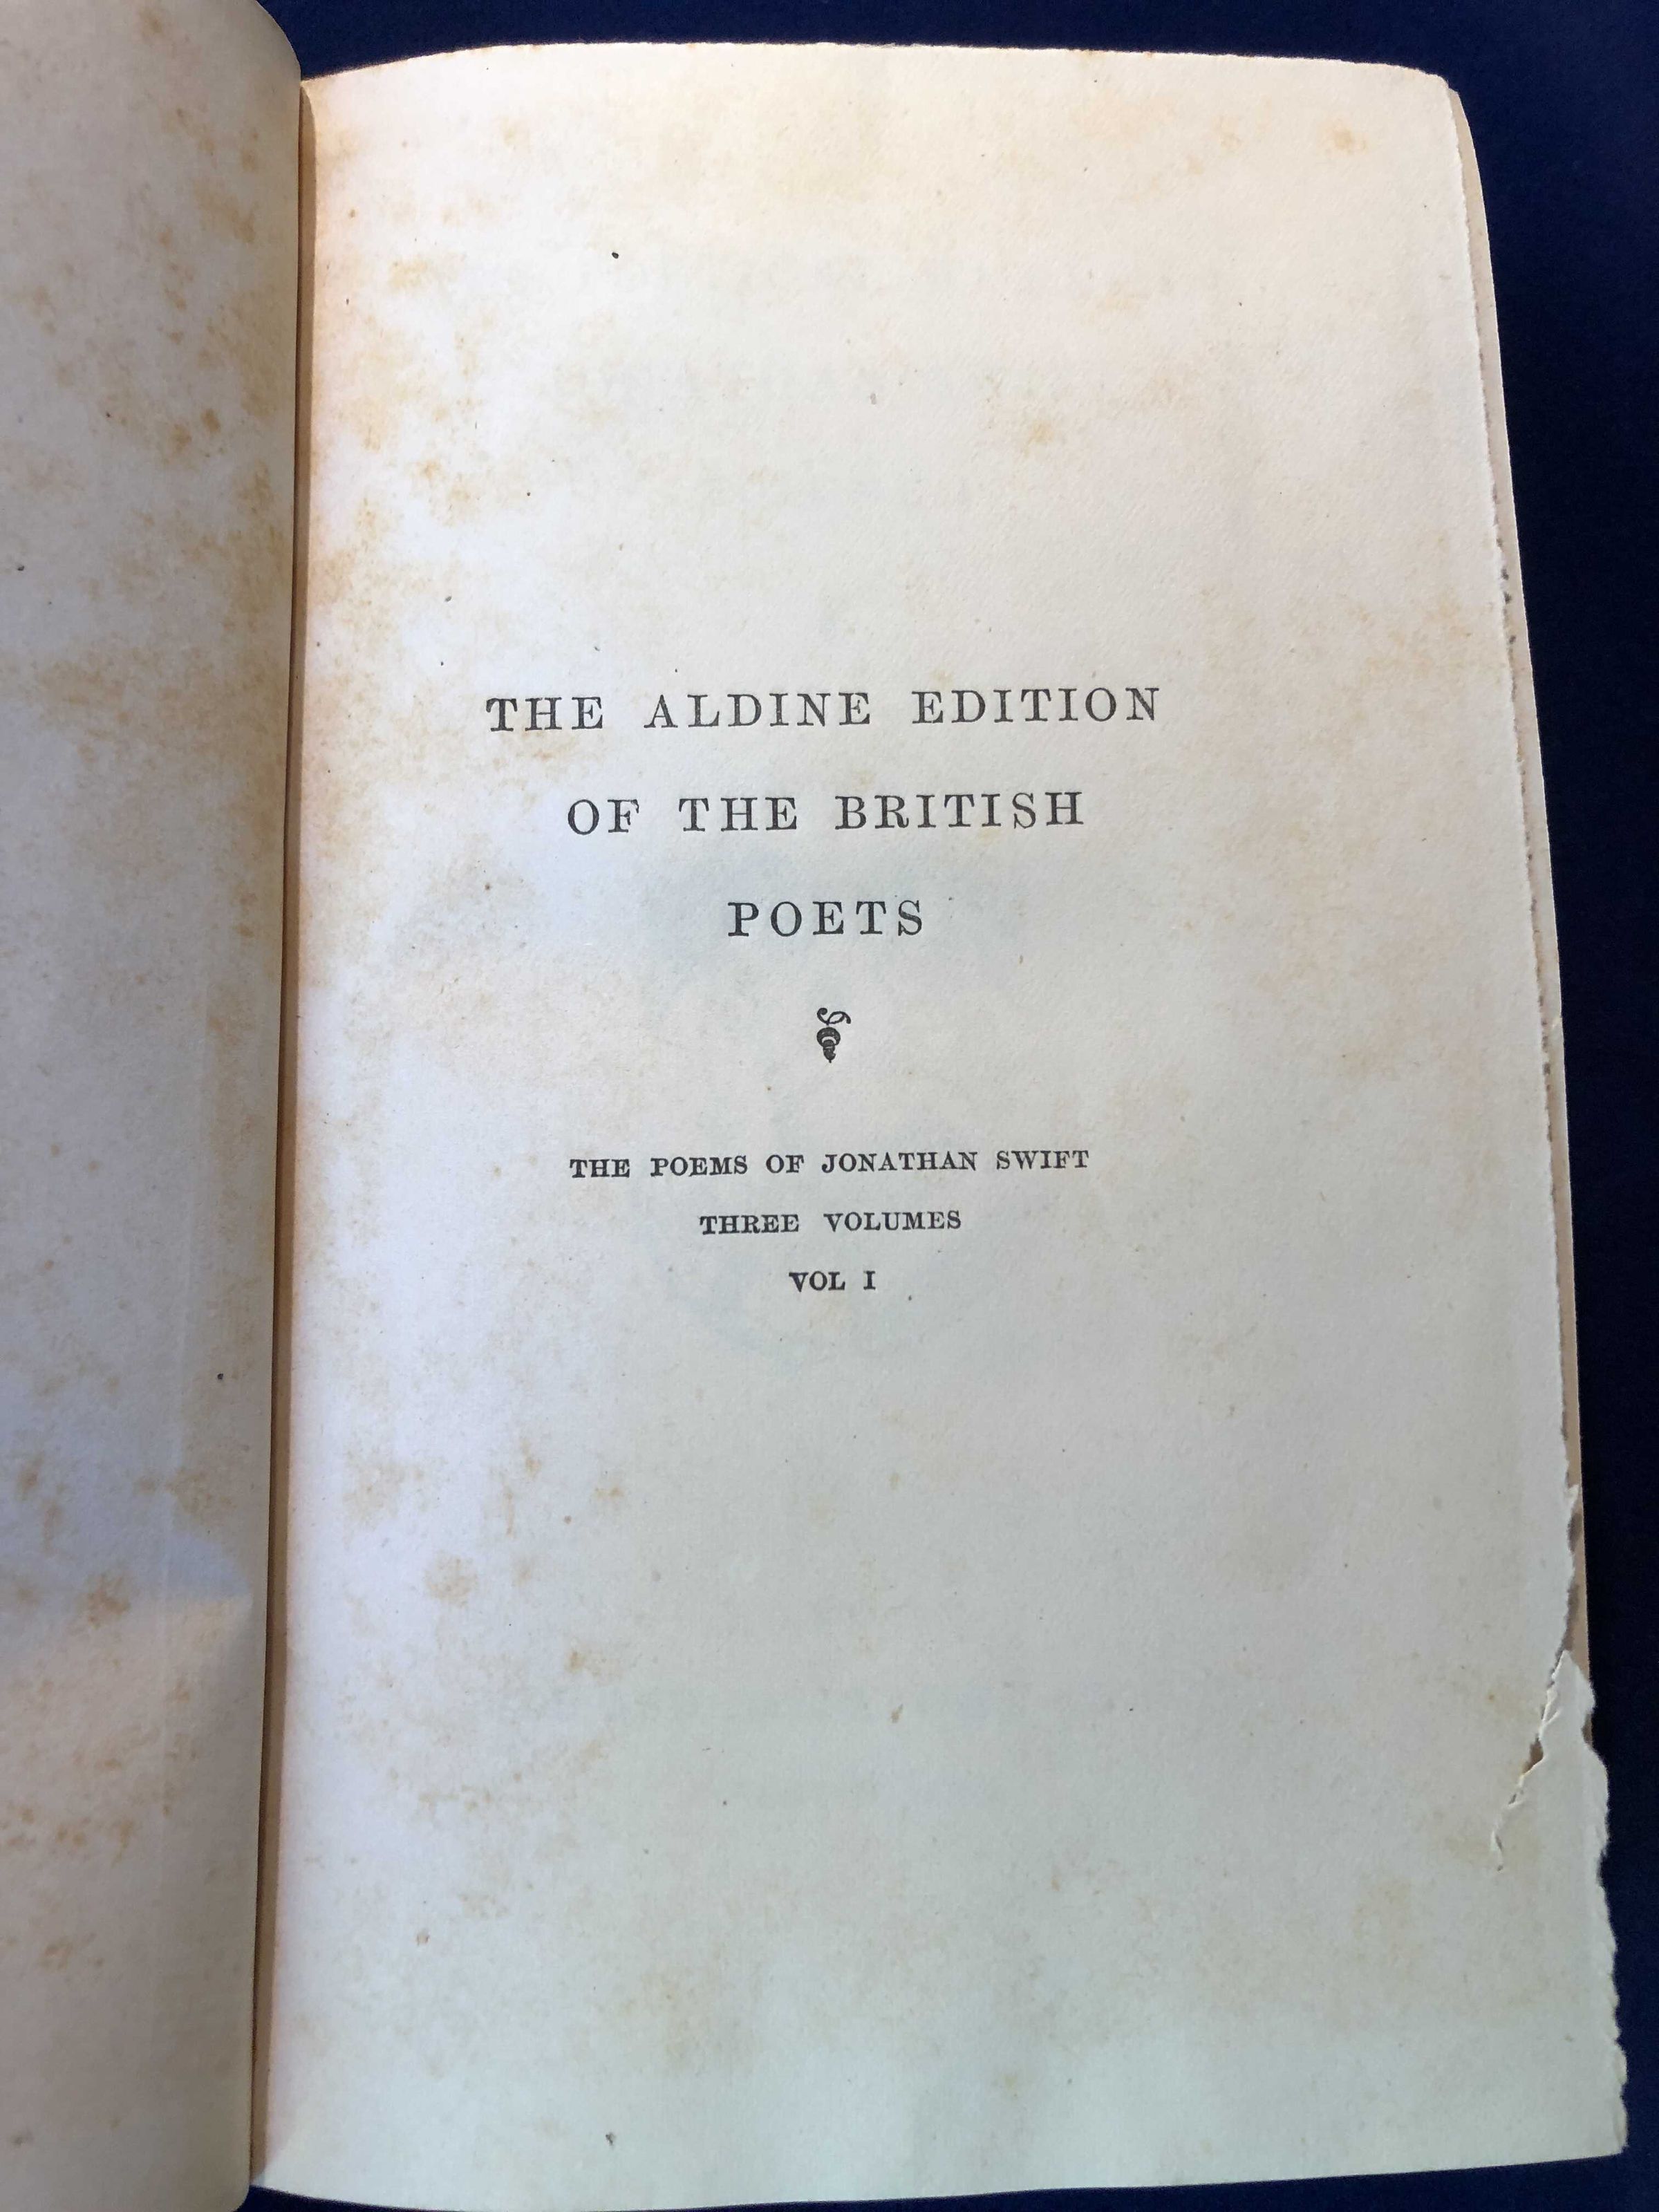 THE ALDINE EDITION
OF THE BRITISH
POETS
THE POEMS OF JONATHAN SWIFT
THREE VOLUMES
VOL I